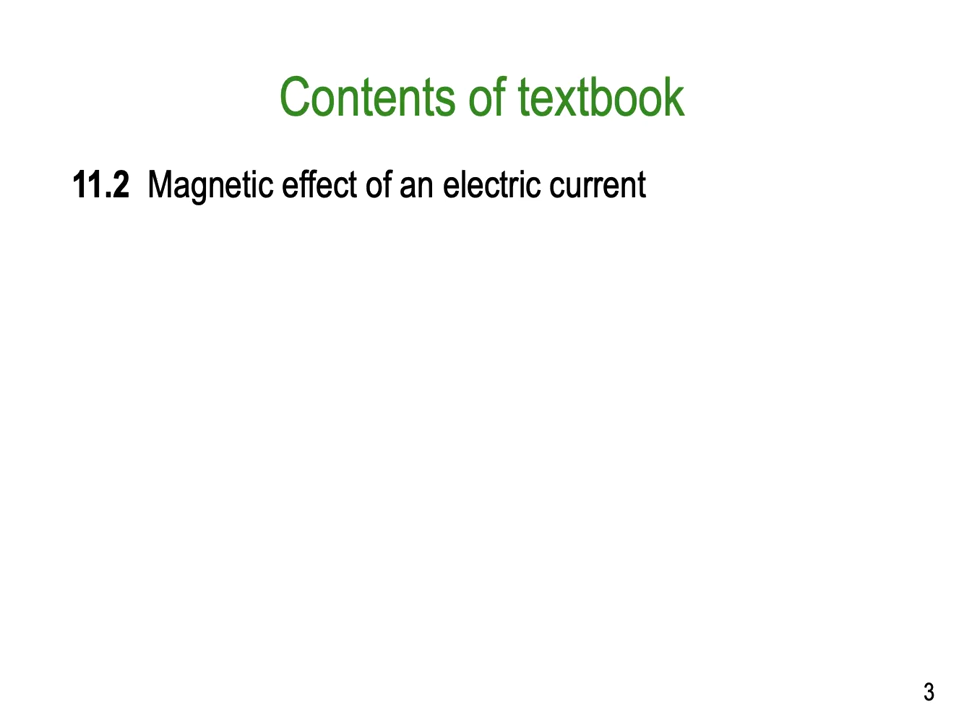 Contents of textbook
11.2 Magnetic effect of an electric current
3